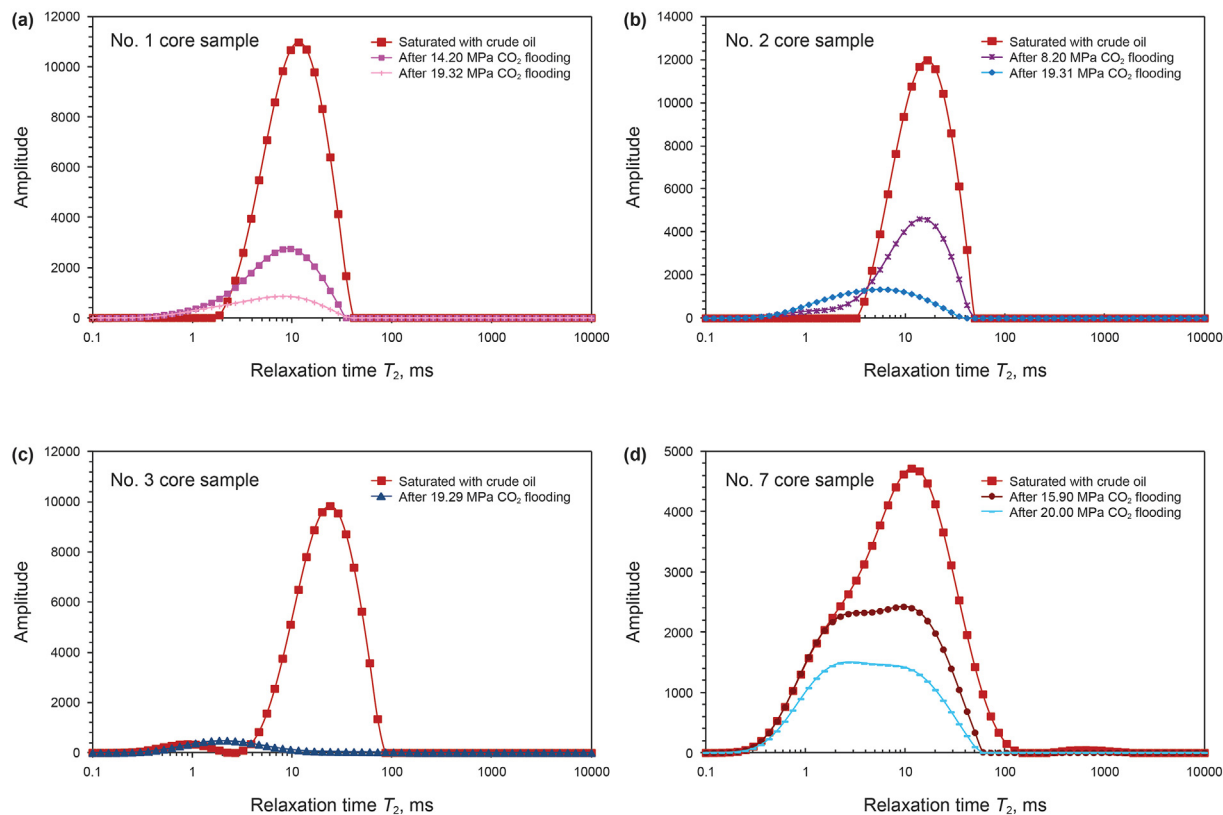 (a)
12000
10000
8000
6000
4000
2000
0
Amplitude
No. 1 core sample
Saturated with crude oil
After 14.20 MPa CO₂ flooding
After 19.32 MPa CO₂ flooding
0.1 1 10 100 1000 10000
Relaxation time T₂, ms
(b)
14000
12000
10000
8000
6000
4000
2000
0
Amplitude
No. 2 core sample
Saturated with crude oil
After 8.20 MPa CO₂ flooding
After 19.31 MPa CO₂ flooding
0.1 1 10 100 1000 10000
Relaxation time T₂, ms
(c)
12000
10000
8000
6000
4000
2000
0
Amplitude
No. 3 core sample
Saturated with crude oil
After 19.29 MPa CO₂ flooding
0.1 1 10 100 1000 10000
Relaxation time T₂, ms
(d)
5000
4000
3000
2000
1000
0
Amplitude
No. 7 core sample
Saturated with crude oil
After 15.90 MPa CO₂ flooding
After 20.00 MPa CO₂ flooding
0.1 1 10 100 1000 10000
Relaxation time T₂, ms